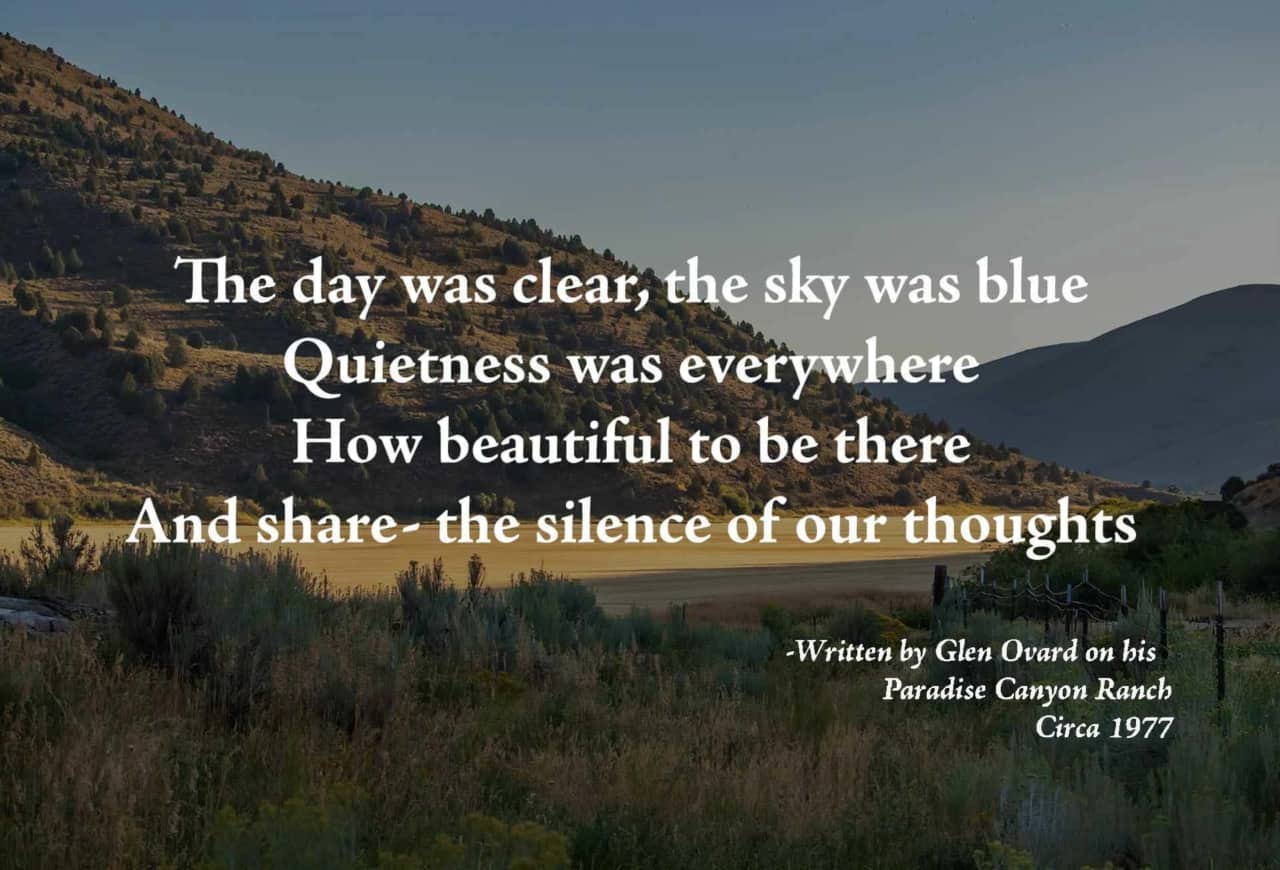 The day was clear, the sky was blue
Quietness was everywhere
How beautiful to be there
And share- the silence of our thoughts
-Written by Glen Ovard on his
Paradise Canyon Ranch
Circa 1977